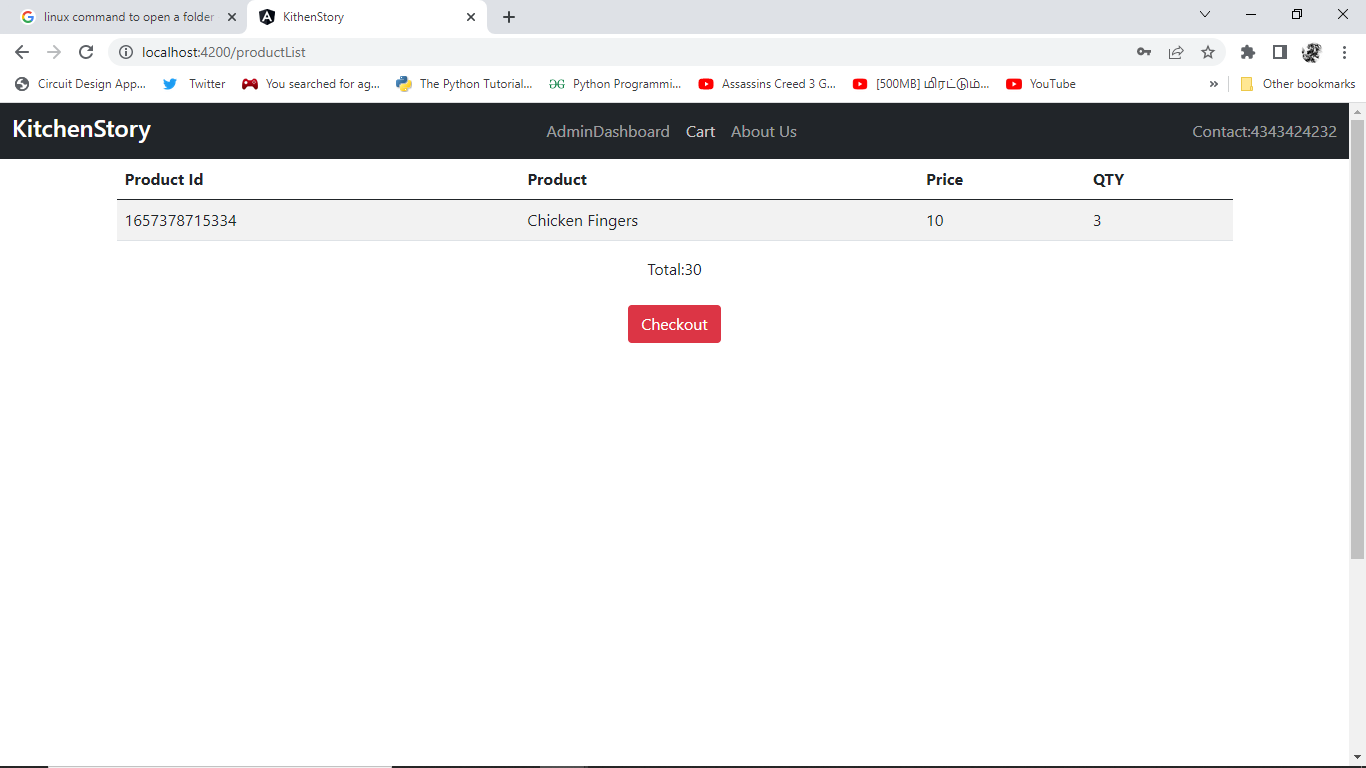 linux command to open a folder
KithenStory
localhost:4200/productList
Circuit Design App... Twitter You searched for ag... The Python Tutorial... Python Programmi... Assassins Creed 3 G... [500MB] மிரட்டும்... YouTube » Other bookmarks
KitchenStory AdminDashboard Cart About Us Contact:4343424232
Product Id Product Price QTY
1657378715334 Chicken Fingers 10 3
Total:30
Checkout